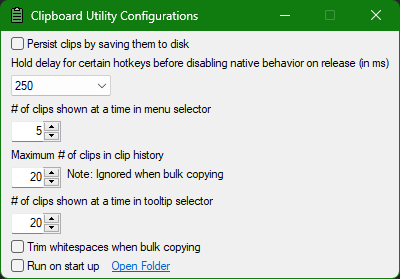 Clipboard Utility Configurations
Persist clips by saving them to disk
Hold delay for certain hotkeys before disabling native behavior on release (in ms)
250
# of clips shown at a time in menu selector
5
Maximum # of clips in clip history
20 Note: Ignored when bulk copying
# of clips shown at a time in tooltip selector
20
Trim whitespaces when bulk copying
Run on start up Open Folder